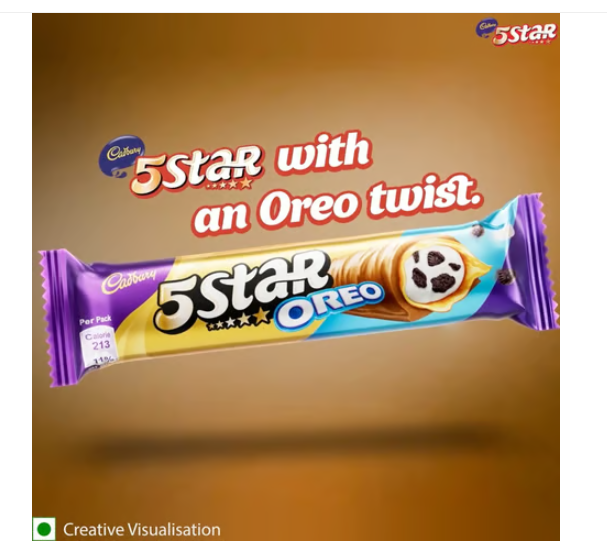 Cadbury 5Star
Cadbury 5Star with
an Oreo twist.
Cadbury
5Star
OREO
Per Pack
Calorie
213
11%
Creative Visualisation